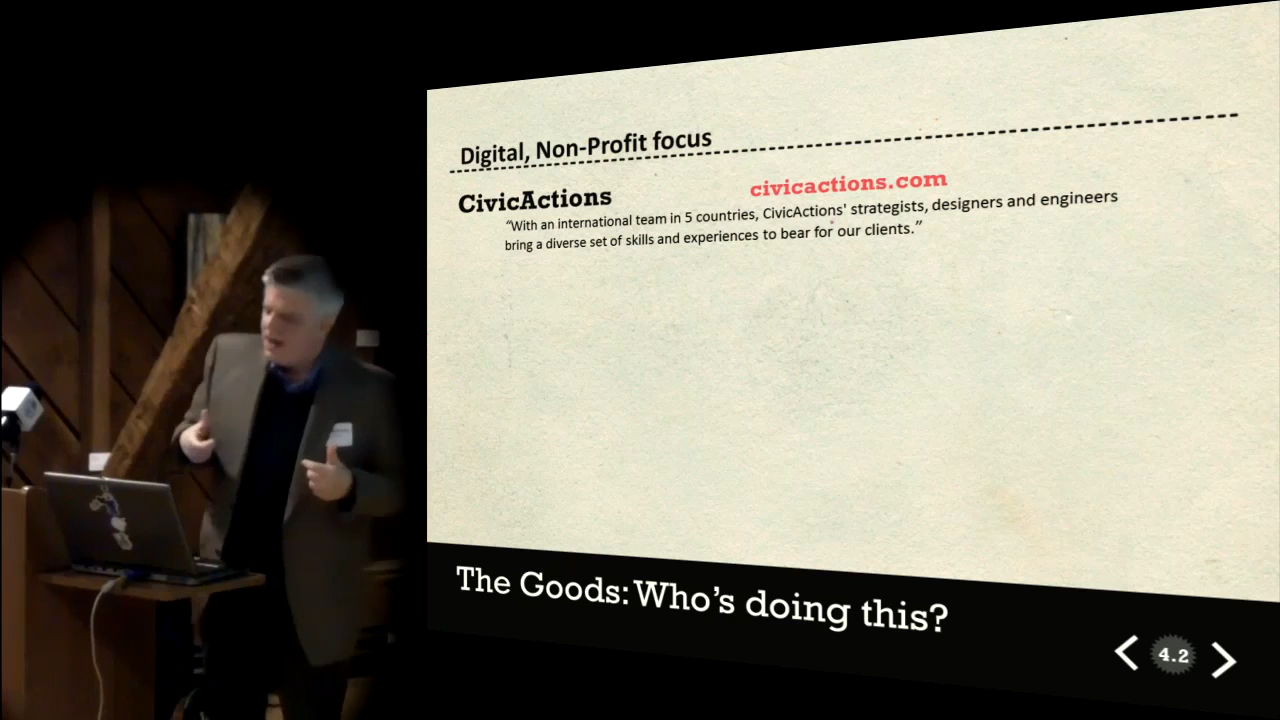 Digital, Non-Profit focus
CivicActions
civicactions.com
“With an international team in 5 countries, CivicActions' strategists, designers and engineers
bring a diverse set of skills and experiences to bear for our clients.”
The Goods: Who’s doing this?
4.2